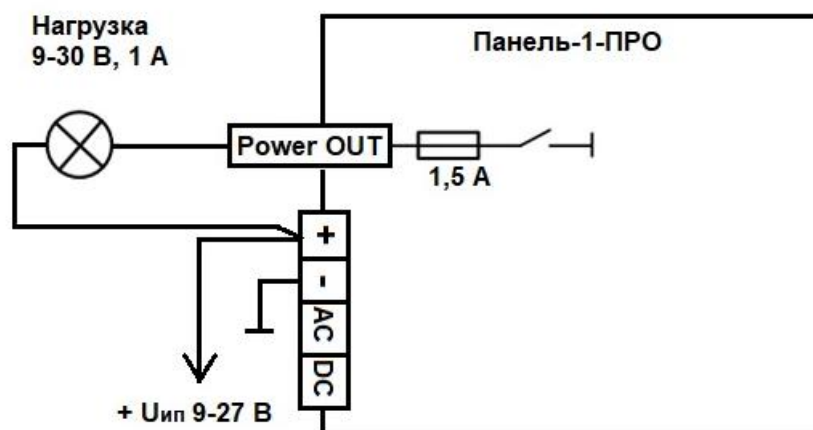 Нагрузка
9-30 В, 1 А
Панель-1-ПРО
Power OUT
1,5 А
+
-
AC
DC
+ Uип 9-27 В